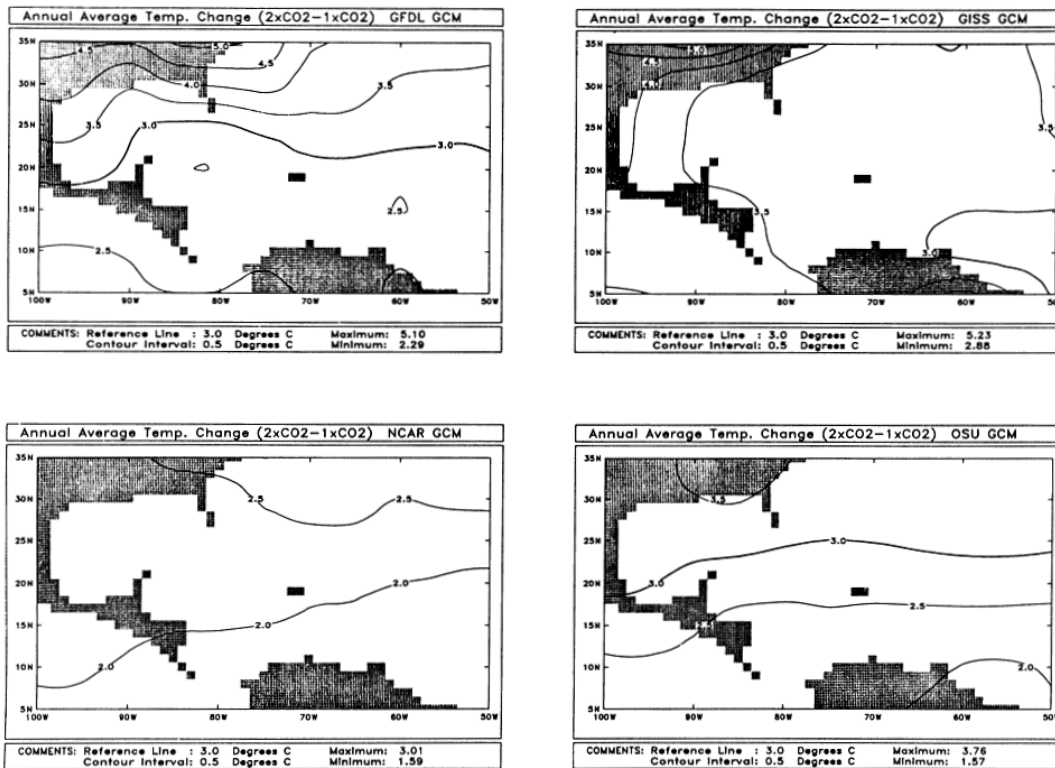 Annual Average Temp. Change (2xCO2-1xCO2) GFDL GCM
35N
5.0
4.5
30N
4.0
3.5
25N
3.5
3.0
3.0
20N
15N
2.5
10N
2.5
5N
100W 90W 80W 70W 60W 50W
COMMENTS: Reference Line : 3.0 Degrees C Maximum: 5.10
Contour Interval: 0.5 Degrees C Minimum: 2.29
Annual Average Temp. Change (2xCO2-1xCO2) GISS GCM
35N
5.0
4.5
30N
4.0
3.5
25N
20N
15N
3.5
10N
3.0
5N
100W 90W 80W 70W 60W 50W
COMMENTS: Reference Line : 3.0 Degrees C Maximum: 5.23
Contour Interval: 0.5 Degrees C Minimum: 2.88
Annual Average Temp. Change (2xCO2-1xCO2) NCAR GCM
35N
2.5
2.5
30N
25N
20N
2.0
15N
2.0
10N
2.0
5N
100W 90W 80W 70W 60W 50W
COMMENTS: Reference Line : 3.0 Degrees C Maximum: 3.01
Contour Interval: 0.5 Degrees C Minimum: 1.59
Annual Average Temp. Change (2xCO2-1xCO2) OSU GCM
35N
3.5
30N
25N
3.0
20N
3.0
2.5
15N
2.5
10N
2.0
5N
100W 90W 80W 70W 60W 50W
COMMENTS: Reference Line : 3.0 Degrees C Maximum: 3.76
Contour Interval: 0.5 Degrees C Minimum: 1.57